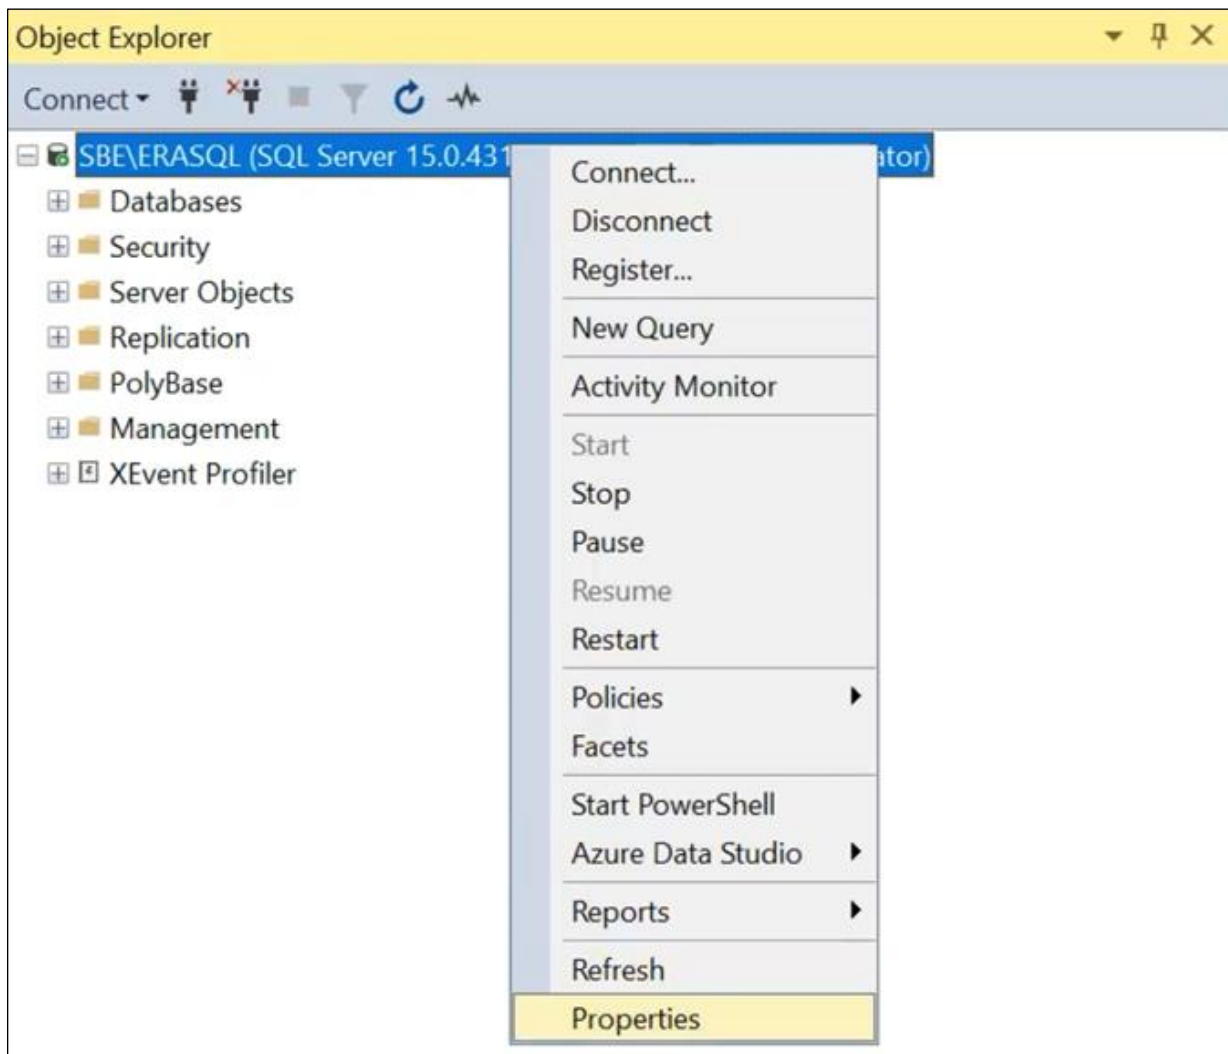 Object Explorer
Connect
SBE\ERASQL (SQL Server 15.0.431 ator)
Databases
Security
Server Objects
Replication
PolyBase
Management
XEvent Profiler
Connect...
Disconnect
Register...
New Query
Activity Monitor
Start
Stop
Pause
Resume
Restart
Policies
Facets
Start PowerShell
Azure Data Studio
Reports
Refresh
Properties